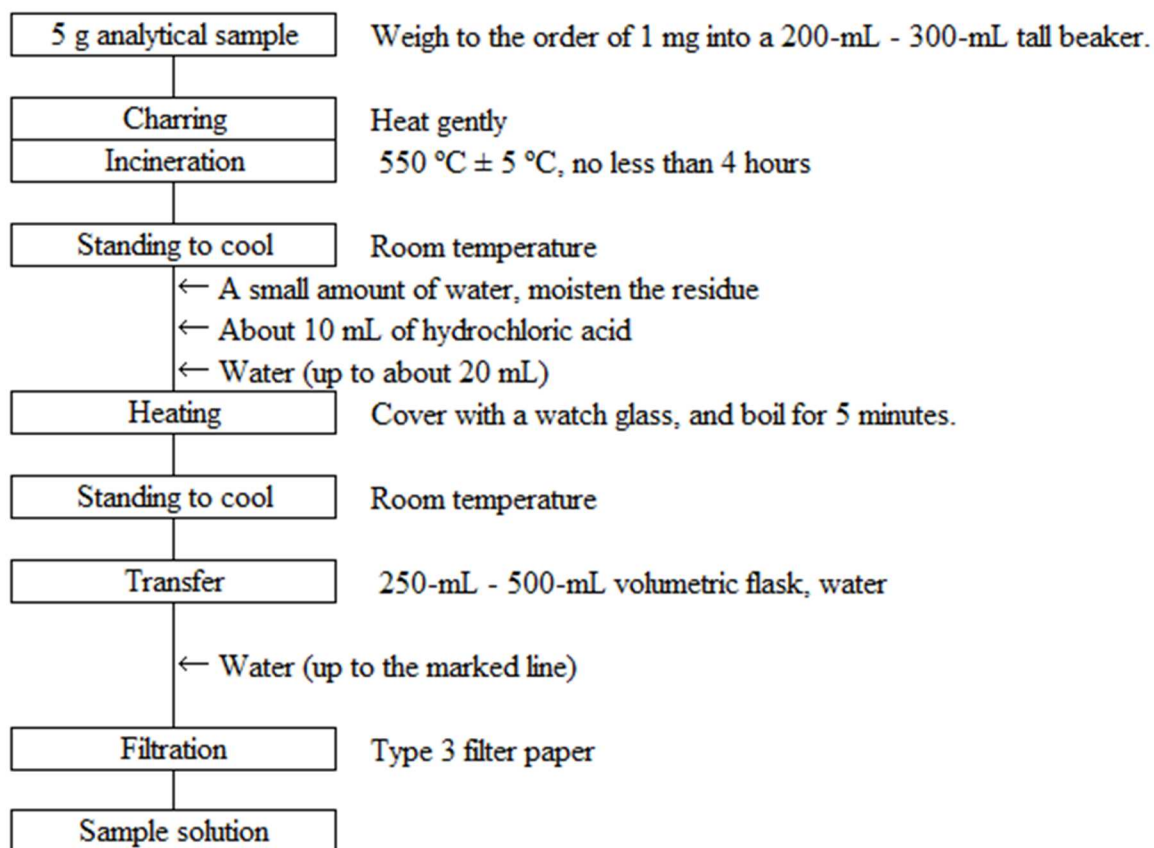 5 g analytical sample Weigh to the order of 1 mg into a 200-mL - 300-mL tall beaker.
Charring Heat gently
Incineration 550 ºC ± 5 ºC, no less than 4 hours
Standing to cool Room temperature
← A small amount of water, moisten the residue
← About 10 mL of hydrochloric acid
← Water (up to about 20 mL)
Heating Cover with a watch glass, and boil for 5 minutes.
Standing to cool Room temperature
Transfer 250-mL - 500-mL volumetric flask, water
← Water (up to the marked line)
Filtration Type 3 filter paper
Sample solution